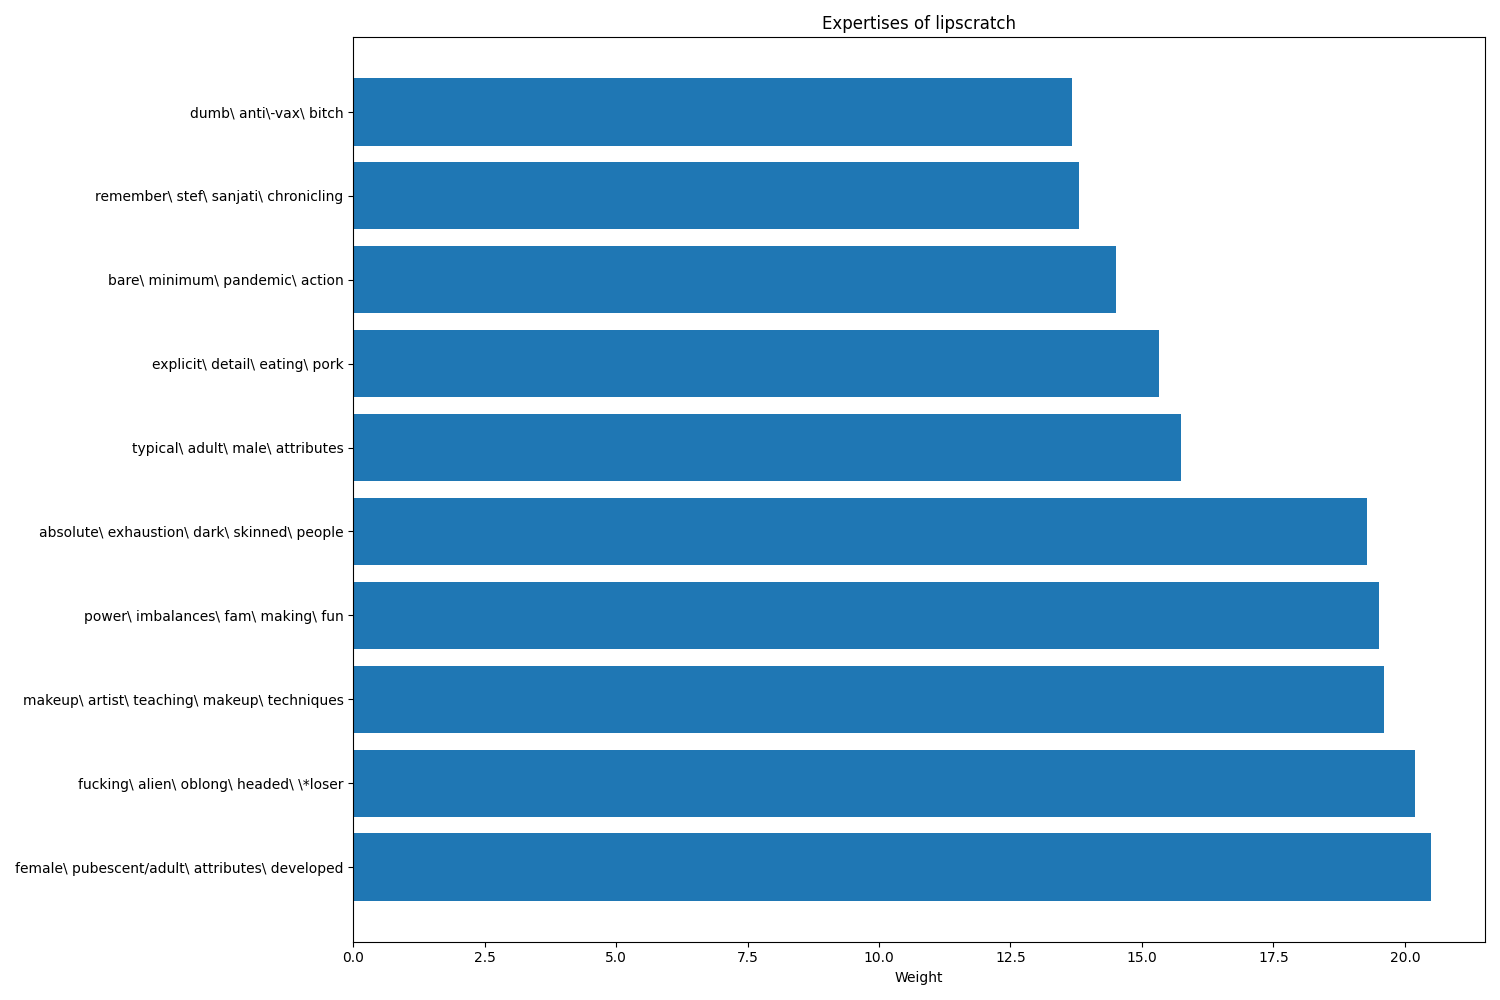 Expertises of lipscratch
dumb\ anti\-vax\ bitch
remember\ stef\ sanjati\ chronicling
bare\ minimum\ pandemic\ action
explicit\ detail\ eating\ pork
typical\ adult\ male\ attributes
absolute\ exhaustion\ dark\ skinned\ people
power\ imbalances\ fam\ making\ fun
makeup\ artist\ teaching\ makeup\ techniques
fucking\ alien\ oblong\ headed\ \*loser
female\ pubescent/adult\ attributes\ developed
0.0 2.5 5.0 7.5 10.0 12.5 15.0 17.5 20.0
Weight